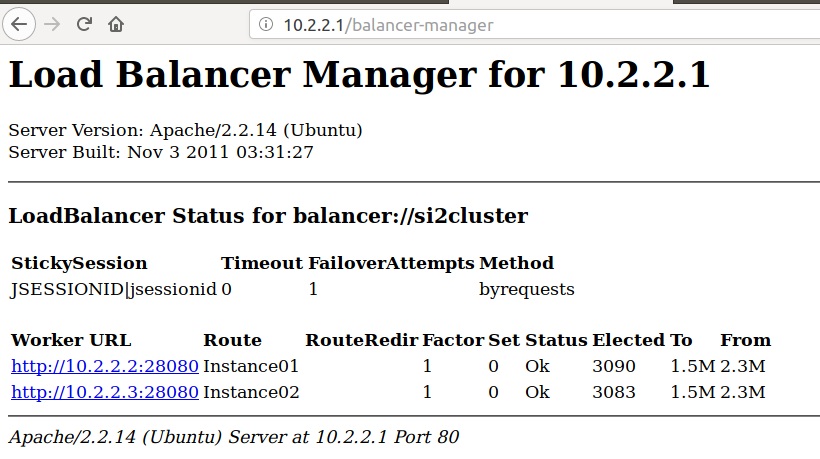 10.2.2.1/balancer-manager
Load Balancer Manager for 10.2.2.1
Server Version: Apache/2.2.14 (Ubuntu)
Server Built: Nov 3 2011 03:31:27
LoadBalancer Status for balancer://si2cluster
StickySession Timeout FailoverAttempts Method
JSESSIONID|jsessionid 0 1 byrequests
Worker URL Route RouteRedir Factor Set Status Elected To From
http://10.2.2.2:28080 Instance01 1 0 Ok 3090 1.5M 2.3M
http://10.2.2.3:28080 Instance02 1 0 Ok 3083 1.5M 2.3M
Apache/2.2.14 (Ubuntu) Server at 10.2.2.1 Port 80